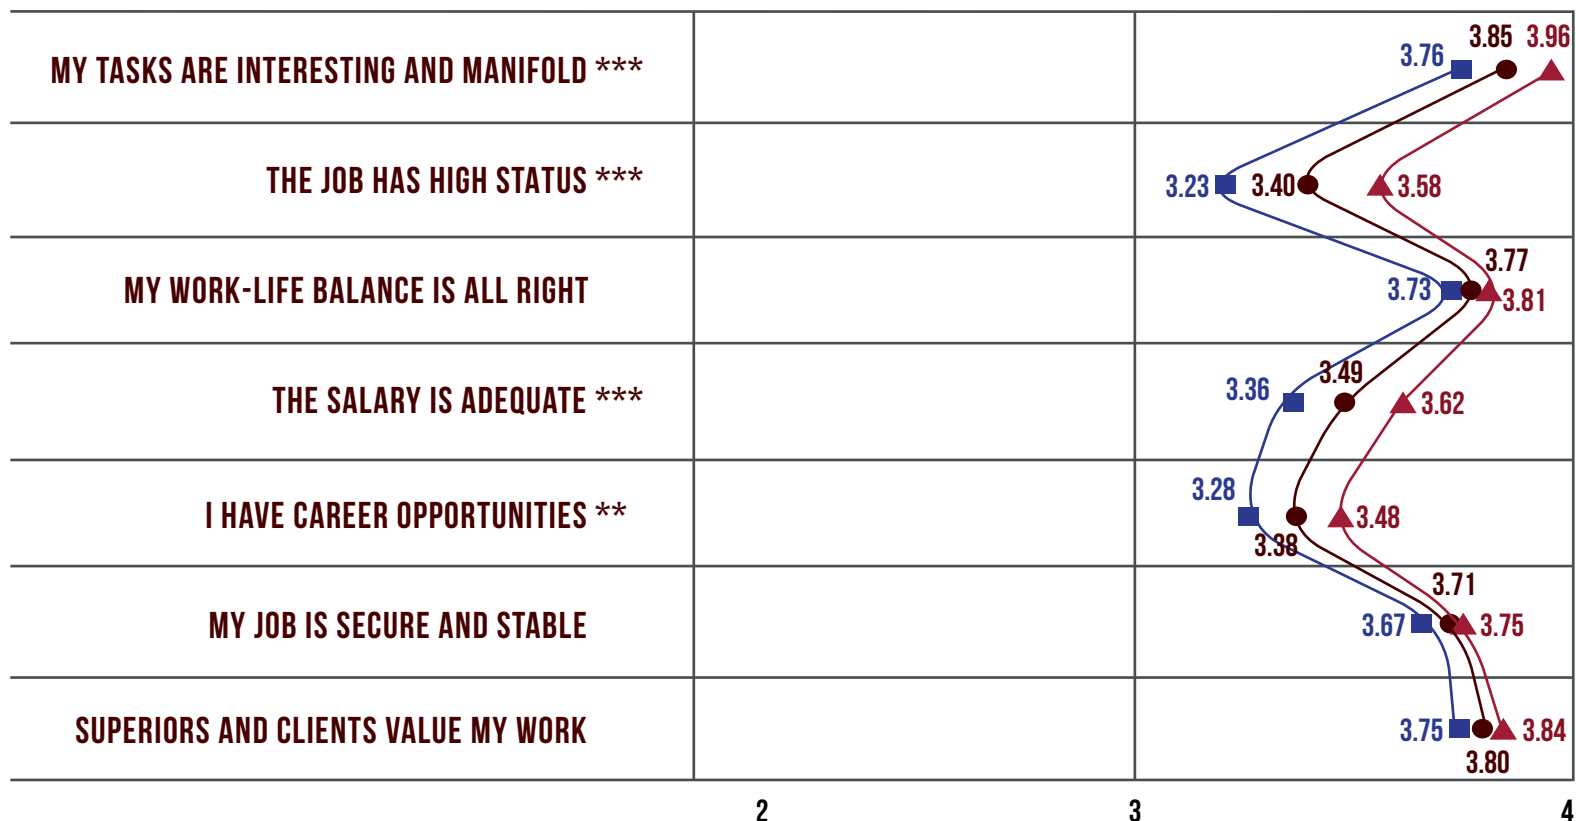 MY TASKS ARE INTERESTING AND MANIFOLD ***
3.76 3.85 3.96
THE JOB HAS HIGH STATUS ***
3.23 3.40 3.58
MY WORK-LIFE BALANCE IS ALL RIGHT
3.73 3.77 3.81
THE SALARY IS ADEQUATE ***
3.36 3.49 3.62
I HAVE CAREER OPPORTUNITIES **
3.28 3.38 3.48
MY JOB IS SECURE AND STABLE
3.67 3.71 3.75
SUPERIORS AND CLIENTS VALUE MY WORK
3.75 3.80 3.84
2 3 4